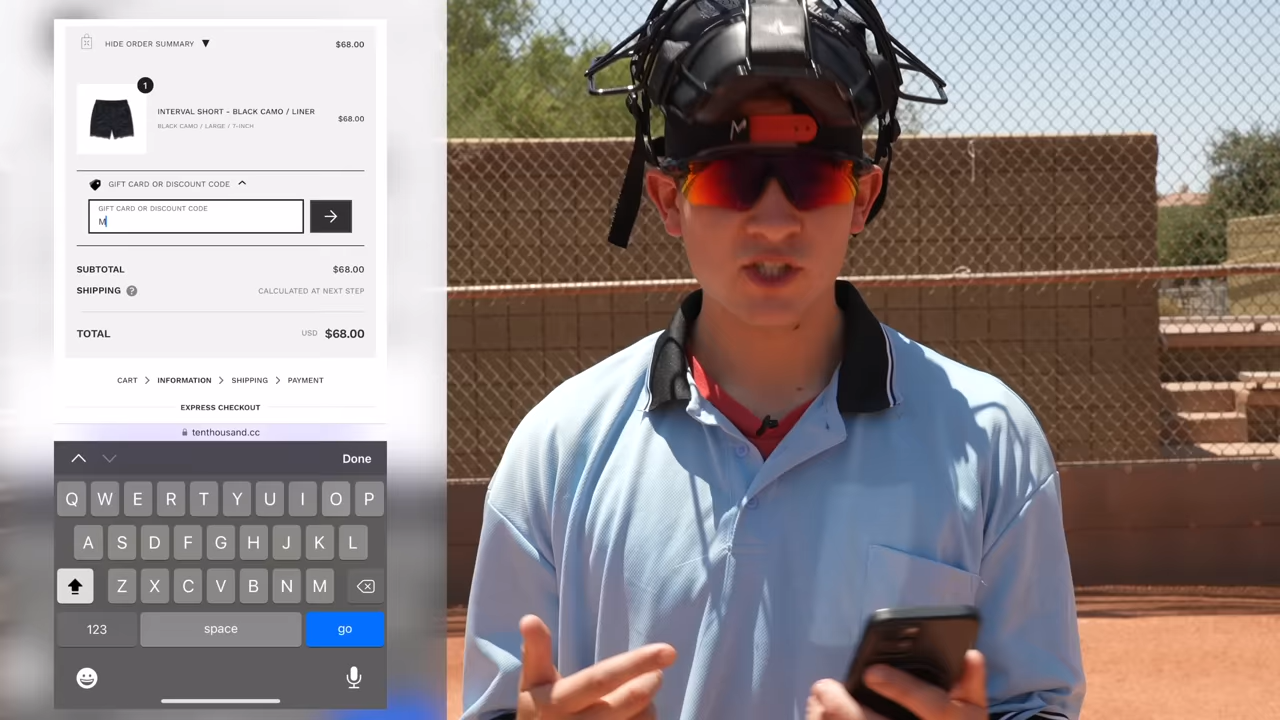 HIDE ORDER SUMMARY ▼ $68.00
1
INTERVAL SHORT - BLACK CAMO / LINER
$68.00
BLACK CAMO / LARGE / 7-INCH
GIFT CARD OR DISCOUNT CODE
GIFT CARD OR DISCOUNT CODE
M
SUBTOTAL $68.00
SHIPPING ? CALCULATED AT NEXT STEP
TOTAL USD $68.00
CART > INFORMATION > SHIPPING > PAYMENT
EXPRESS CHECKOUT
tenthousand.cc
Done
Q W E R T Y U I O P
A S D F G H J K L
Z X C V B N M
123 space go